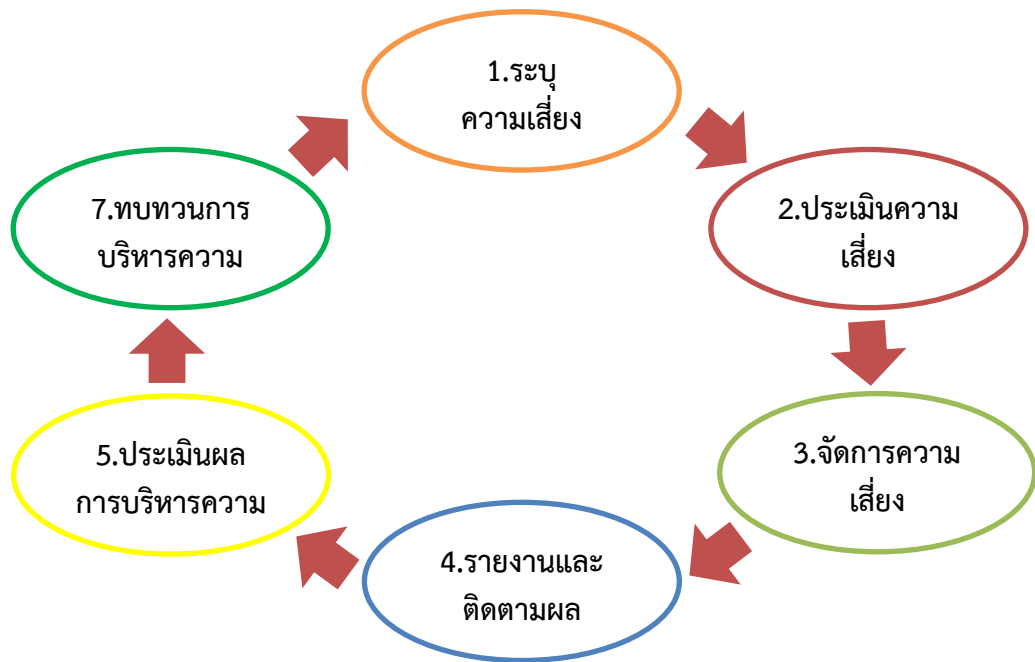 1.ระบุ
ความเสี่ยง
2.ประเมินความ
เสี่ยง
3.จัดการความ
เสี่ยง
4.รายงานและ
ติดตามผล
5.ประเมินผล
การบริหารความ
7.ทบทวนการ
บริหารความ